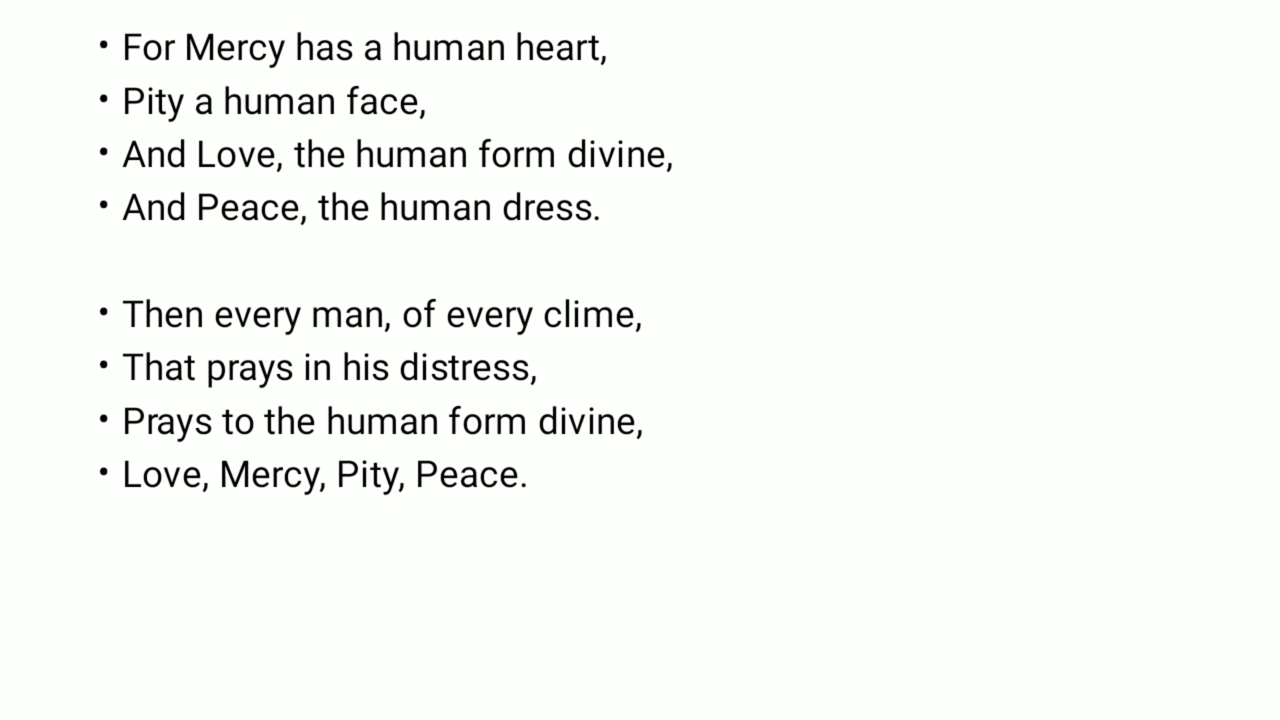 • For Mercy has a human heart,
• Pity a human face,
• And Love, the human form divine,
• And Peace, the human dress.
• Then every man, of every clime,
• That prays in his distress,
• Prays to the human form divine,
• Love, Mercy, Pity, Peace.